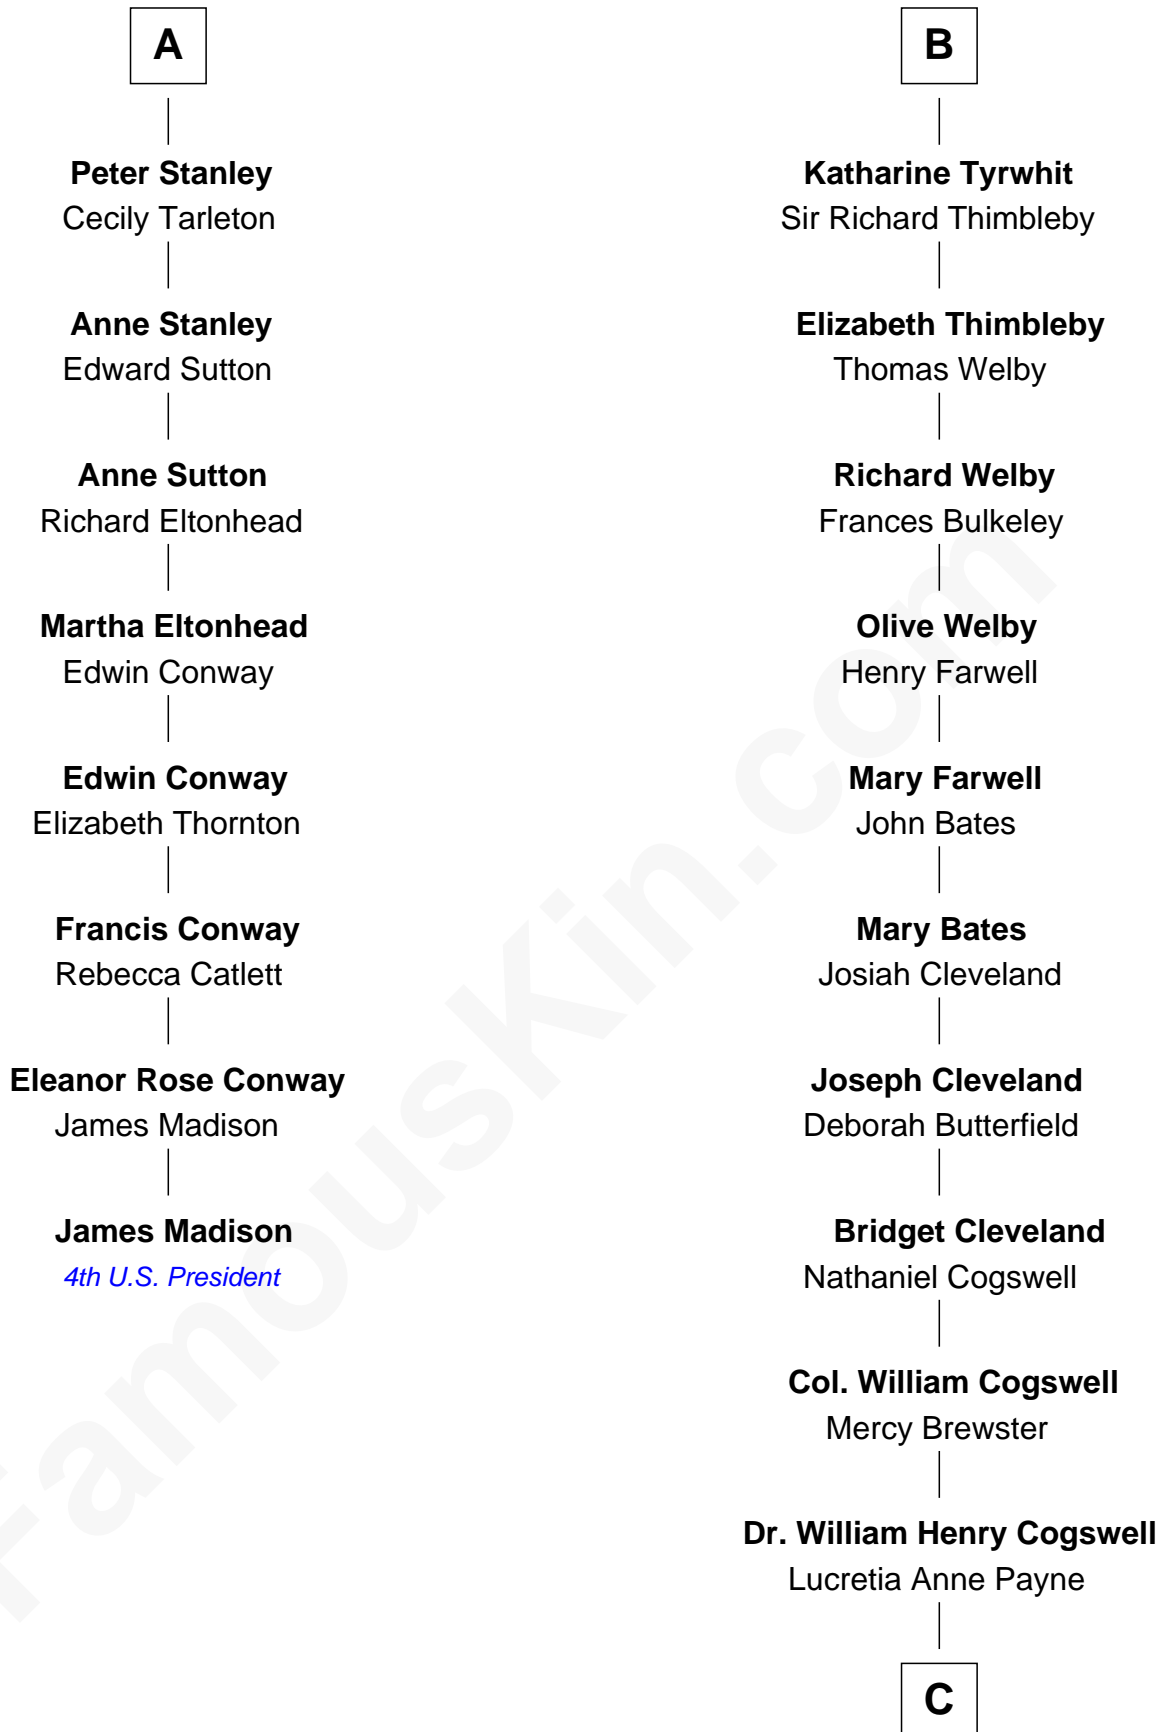 A
Peter Stanley
Cecily Tarleton
Anne Stanley
Edward Sutton
Anne Sutton
Richard Eltonhead
Martha Eltonhead
Edwin Conway
Edwin Conway
Elizabeth Thornton
Francis Conway
Rebecca Catlett
Eleanor Rose Conway
James Madison
James Madison
4th U.S. President
B
Katharine Tyrwhit
Sir Richard Thimbleby
Elizabeth Thimbleby
Thomas Welby
Richard Welby
Frances Bulkeley
Olive Welby
Henry Farwell
Mary Farwell
John Bates
Mary Bates
Josiah Cleveland
Joseph Cleveland
Deborah Butterfield
Bridget Cleveland
Nathaniel Cogswell
Col. William Cogswell
Mercy Brewster
Dr. William Henry Cogswell
Lucretia Anne Payne
C
FamousKin.com